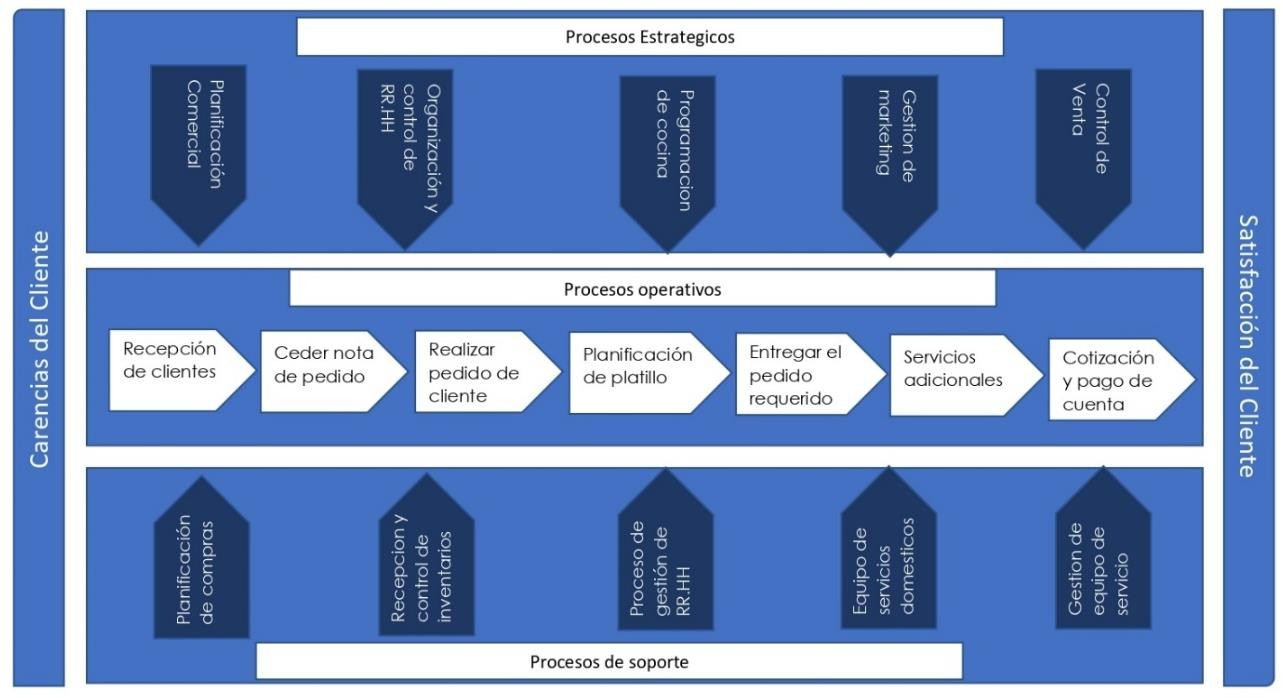 Carencias del Cliente
Procesos Estrategicos
Planificación
Comercial
Organización y
control de
RR.HH
Programacion
de cocina
Gestion de
marketing
Control de
Venta
Procesos operativos
Recepción
de clientes
Ceder nota
de pedido
Realizar
pedido de
cliente
Planificación
de platillo
Entregar el
pedido
requerido
Servicios
adicionales
Cotización
y pago de
cuenta
Planificación
de compras
Recepcion y
control de
inventarios
Proceso de
gestión de
RR.HH
Equipo de
servicios
domesticos
Gestion de
equipo de
servicio
Procesos de soporte
Satisfacción del Cliente